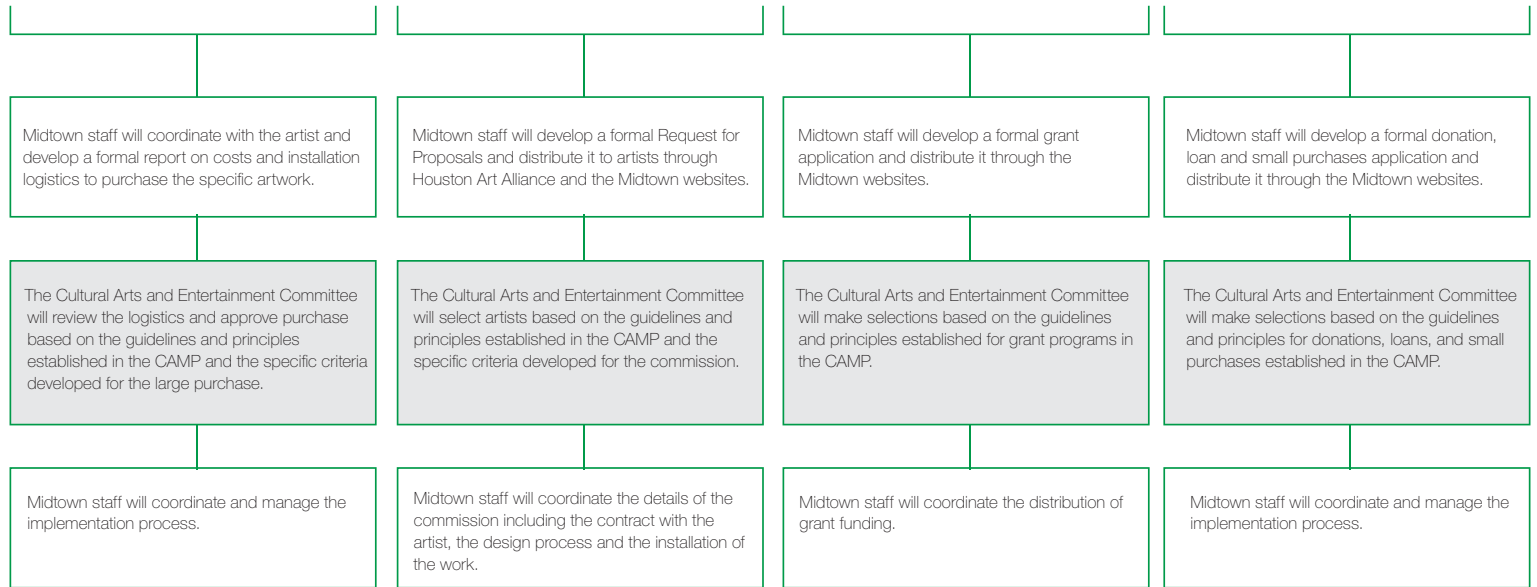 Midtown staff will coordinate with the artist and
develop a formal report on costs and installation
logistics to purchase the specific artwork.
Midtown staff will develop a formal Request for
Proposals and distribute it to artists through
Houston Art Alliance and the Midtown websites.
Midtown staff will develop a formal grant
application and distribute it through the
Midtown websites.
Midtown staff will develop a formal donation,
loan and small purchases application and
distribute it through the Midtown websites.
The Cultural Arts and Entertainment Committee
will review the logistics and approve purchase
based on the guidelines and principles
established in the CAMP and the specific criteria
developed for the large purchase.
The Cultural Arts and Entertainment Committee
will select artists based on the guidelines and
principles established in the CAMP and the
specific criteria developed for the commission.
The Cultural Arts and Entertainment Committee
will make selections based on the guidelines
and principles established for grant programs in
the CAMP.
The Cultural Arts and Entertainment Committee
will make selections based on the guidelines
and principles for donations, loans, and small
purchases established in the CAMP.
Midtown staff will coordinate and manage the
implementation process.
Midtown staff will coordinate the details of the
commission including the contract with the
artist, the design process and the installation of
the work.
Midtown staff will coordinate the distribution of
grant funding.
Midtown staff will coordinate and manage the
implementation process.